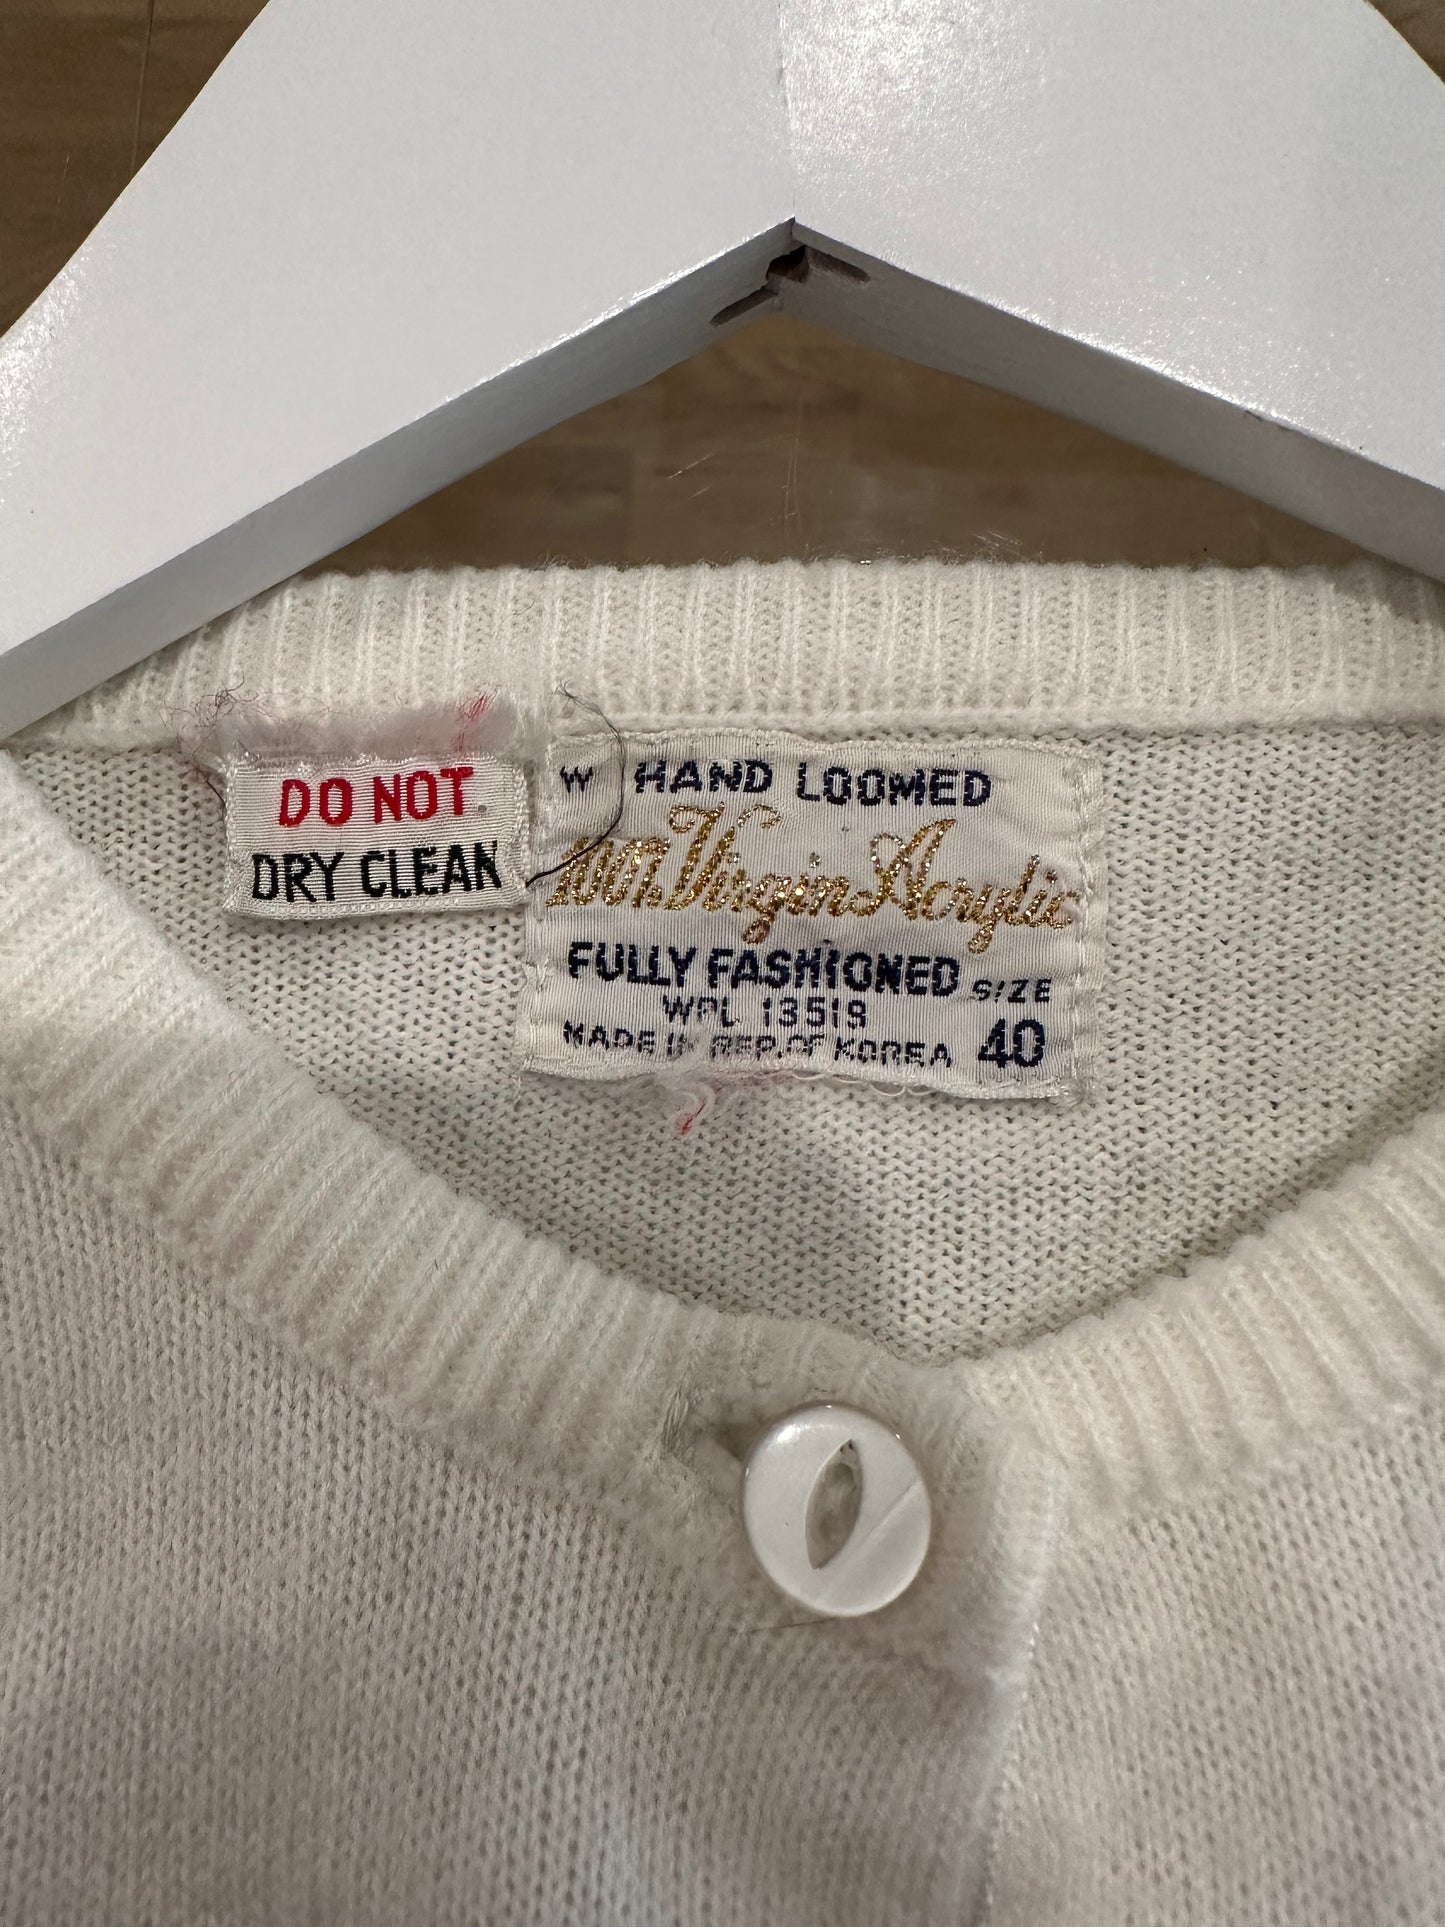 DO NOT
DRY CLEAN
W HAND LOOMED
100% Virgin Acrylic
FULLY FASHIONED SIZE
WPL 13519
MADE IN REP. OF KOREA 40